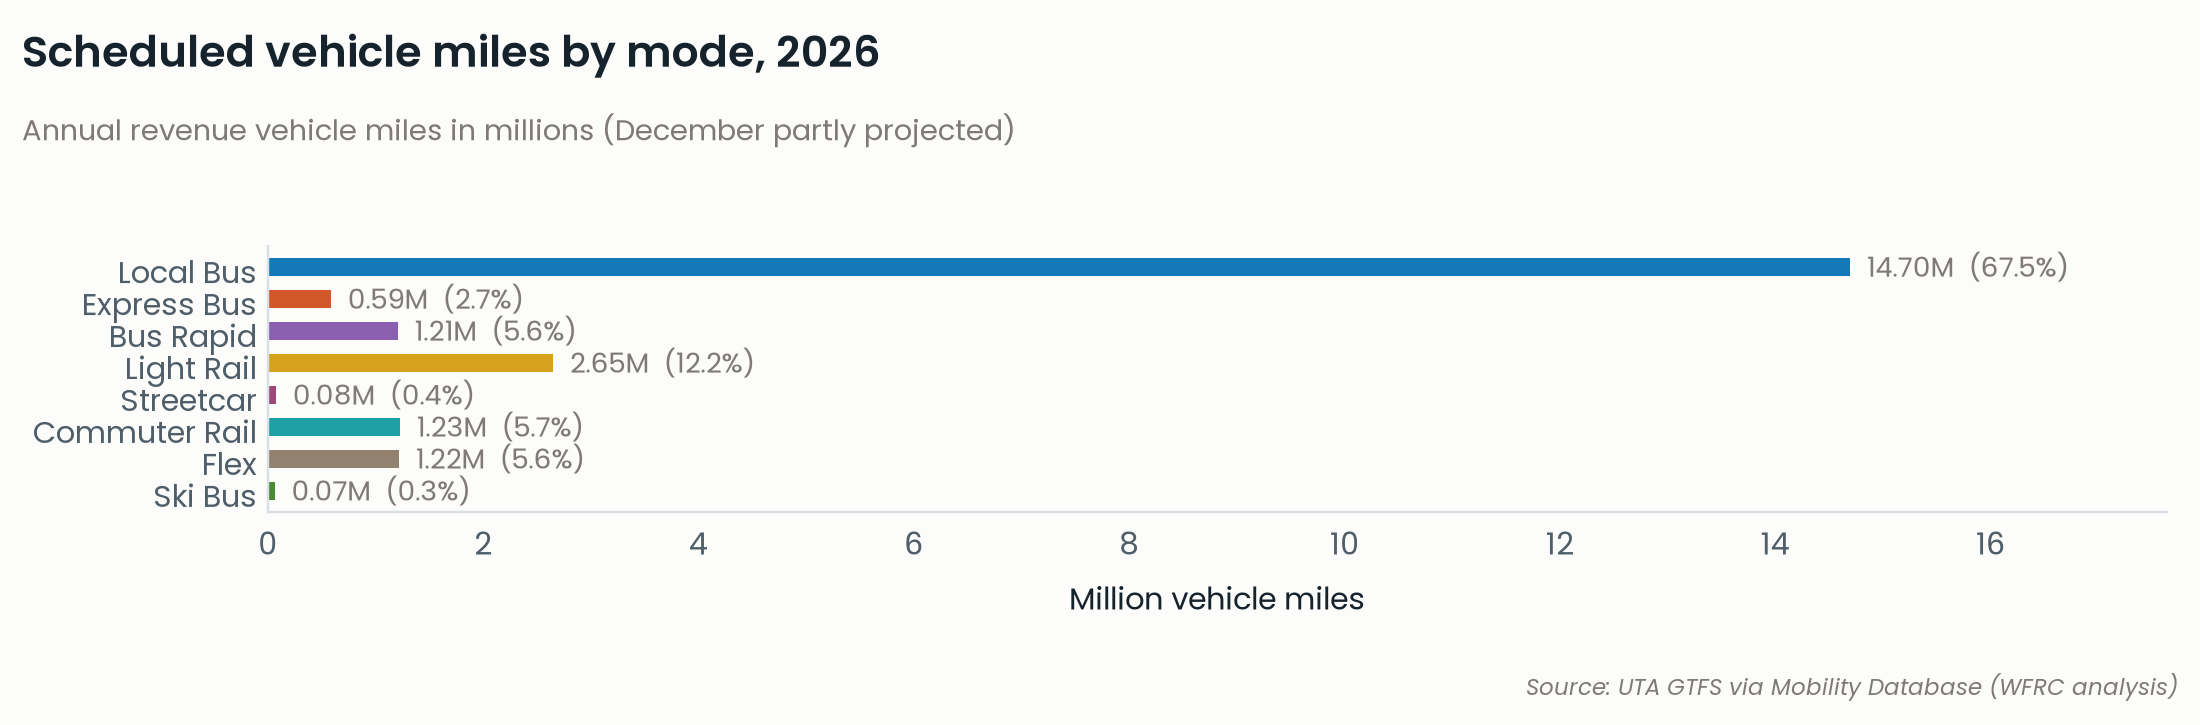 Scheduled vehicle miles by mode, 2026
Annual revenue vehicle miles in millions (December partly projected)
Local Bus 14.70M (67.5%)
Express Bus 0.59M (2.7%)
Bus Rapid 1.21M (5.6%)
Light Rail 2.65M (12.2%)
Streetcar 0.08M (0.4%)
Commuter Rail 1.23M (5.7%)
Flex 1.22M (5.6%)
Ski Bus 0.07M (0.3%)
0 2 4 6 8 10 12 14 16
Million vehicle miles
Source: UTA GTFS via Mobility Database (WFRC analysis)